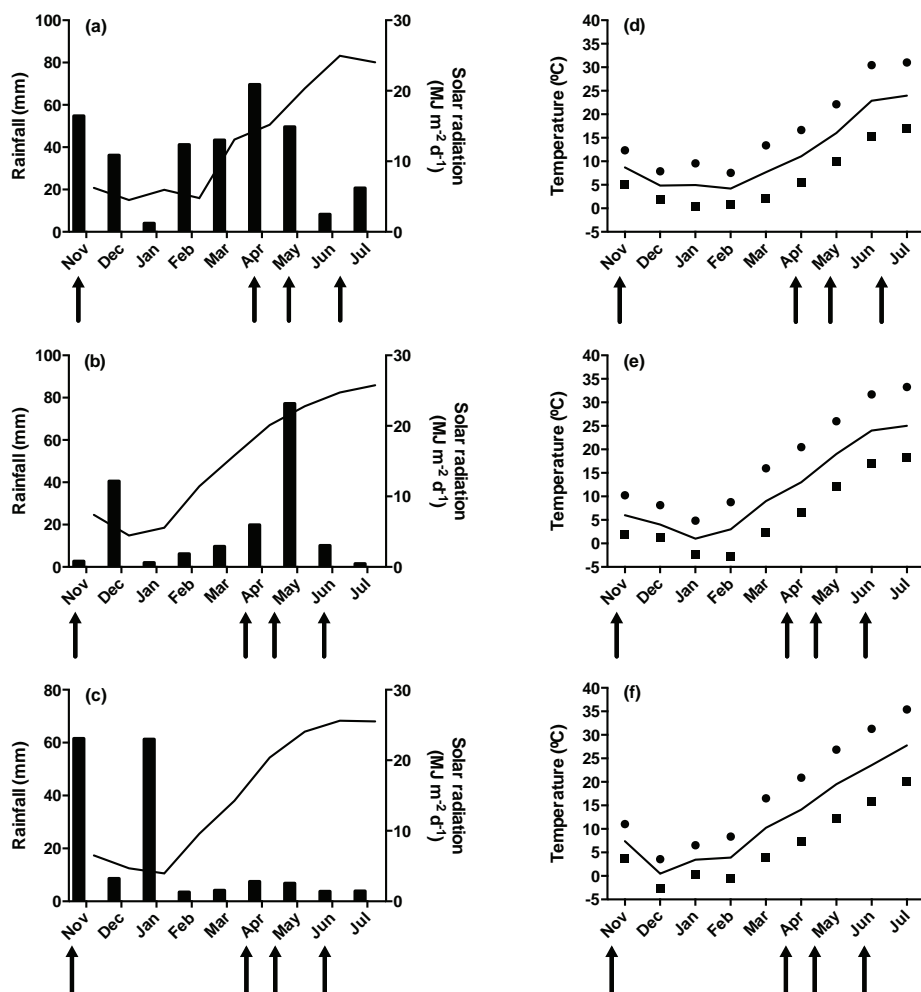 (a)
Rainfall (mm)
100
80
60
40
20
0
30
20
10
0
Solar radiation
(MJ m⁻² d⁻¹)
Nov Dec Jan Feb Mar Apr May Jun Jul
(d)
Temperature (ºC)
40
35
30
25
20
15
10
5
0
-5
Nov Dec Jan Feb Mar Apr May Jun Jul
(b)
Rainfall (mm)
100
80
60
40
20
0
30
20
10
0
Solar radiation
(MJ m⁻² d⁻¹)
Nov Dec Jan Feb Mar Apr May Jun Jul
(e)
Temperature (ºC)
40
35
30
25
20
15
10
5
0
-5
Nov Dec Jan Feb Mar Apr May Jun Jul
(c)
Rainfall (mm)
80
60
40
20
0
30
20
10
0
Solar radiation
(MJ m⁻² d⁻¹)
Nov Dec Jan Feb Mar Apr May Jun Jul
(f)
Temperature (ºC)
40
35
30
25
20
15
10
5
0
-5
Nov Dec Jan Feb Mar Apr May Jun Jul